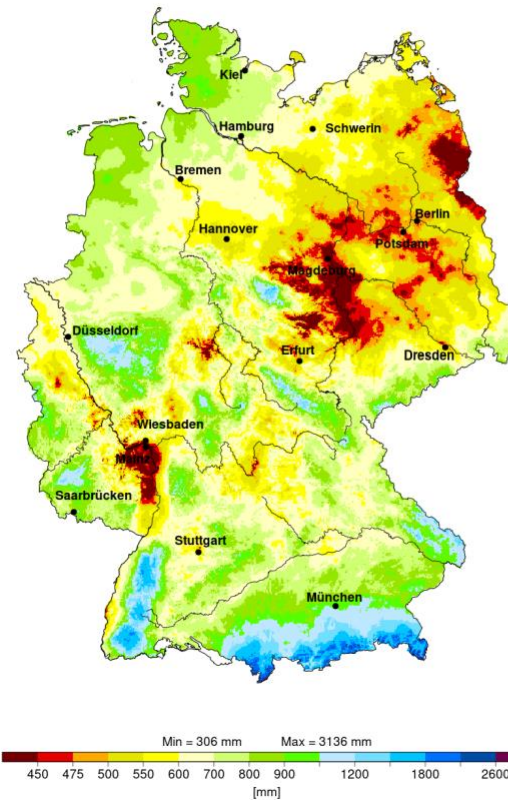 Kiel
Hamburg
Schwerin
Bremen
Berlin
Hannover
Potsdam
Magdeburg
Düsseldorf
Erfurt
Dresden
Wiesbaden
Mainz
Saarbrücken
Stuttgart
München
Min = 306 mm Max = 3136 mm
450 475 500 550 600 700 800 900 1200 1800 2600
[mm]